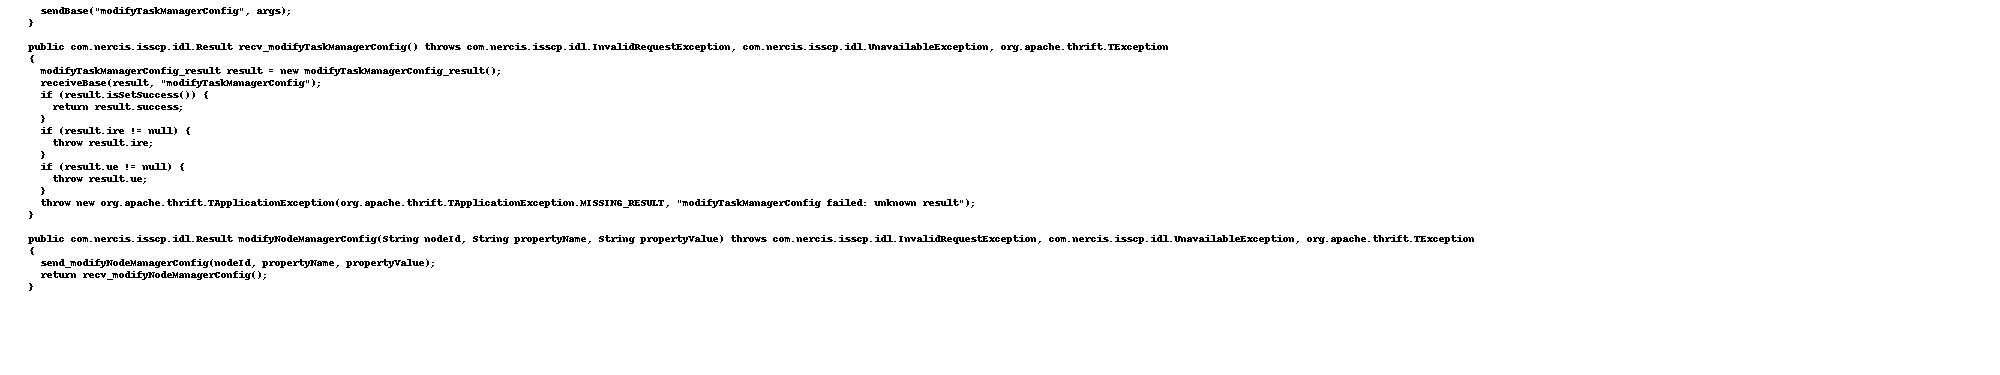 sendBase("modifyTaskManagerConfig", args);
}
public com.nercis.isscp.idl.Result recv_modifyTaskManagerConfig() throws com.nercis.isscp.idl.InvalidRequestException, com.nercis.isscp.idl.UnavailableException, org.apache.thrift.TException
{
modifyTaskManagerConfig_result result = new modifyTaskManagerConfig_result();
receiveBase(result, "modifyTaskManagerConfig");
if (result.isSetSuccess()) {
return result.success;
}
if (result.ire != null) {
throw result.ire;
}
if (result.ue != null) {
throw result.ue;
}
throw new org.apache.thrift.TApplicationException(org.apache.thrift.TApplicationException.MISSING_RESULT, "modifyTaskManagerConfig failed: unknown result");
}
public com.nercis.isscp.idl.Result modifyNodeManagerConfig(String nodeId, String propertyName, String propertyValue) throws com.nercis.isscp.idl.InvalidRequestException, com.nercis.isscp.idl.UnavailableException, org.apache.thrift.TException
{
send_modifyNodeManagerConfig(nodeId, propertyName, propertyValue);
return recv_modifyNodeManagerConfig();
}